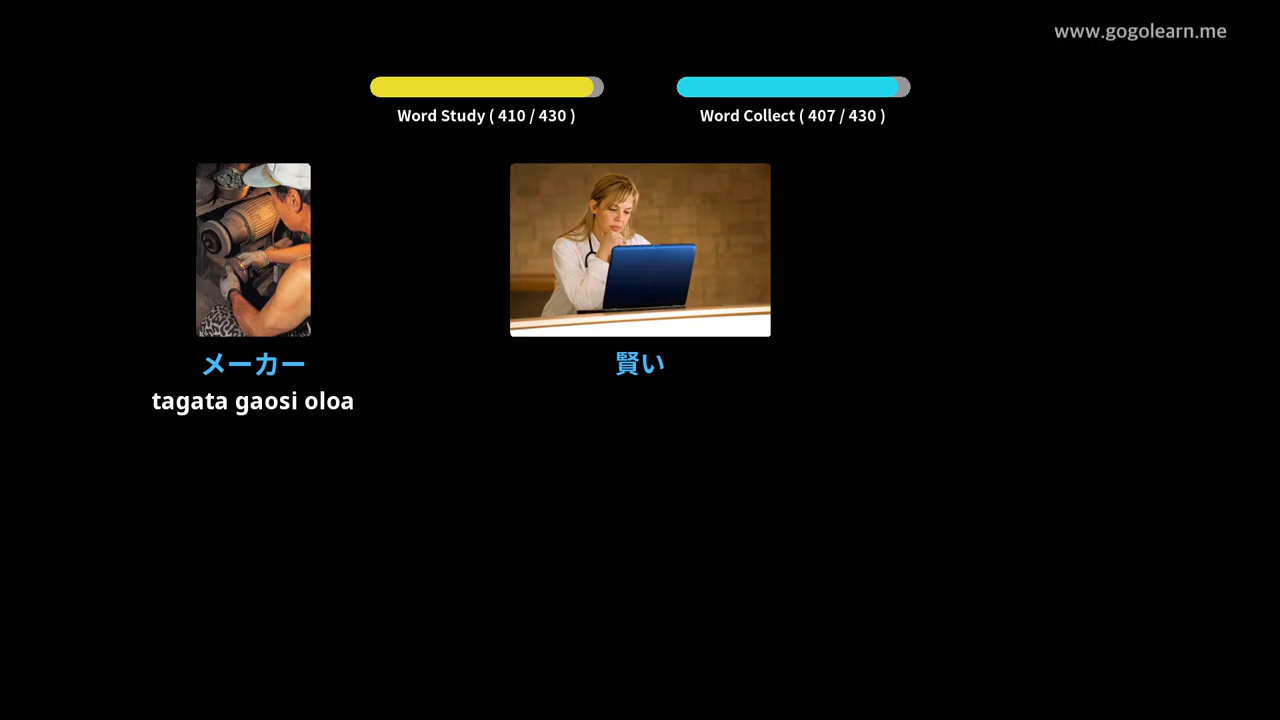 www.gogolearn.me
Word Study ( 410 / 430 )
Word Collect ( 407 / 430 )
メーカー
賢い
tagata gaosi oloa